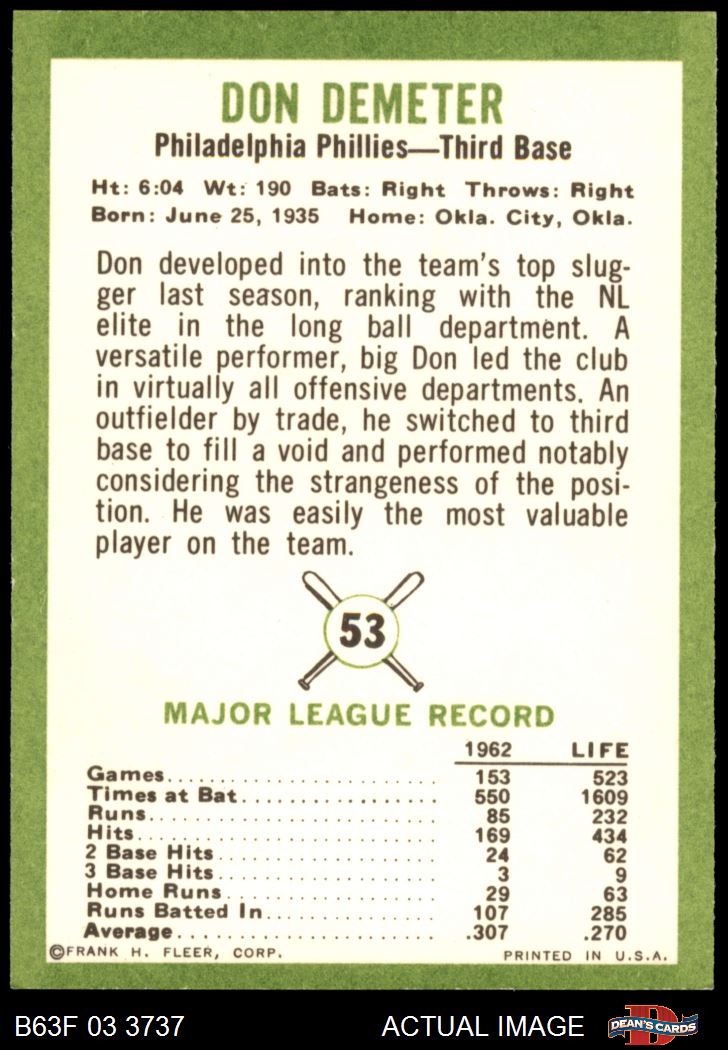 DON DEMETER
Philadelphia Phillies—Third Base
Ht: 6:04 Wt: 190 Bats: Right Throws: Right
Born: June 25, 1935 Home: Okla. City, Okla.
Don developed into the team's top slug-
ger last season, ranking with the NL
elite in the long ball department. A
versatile performer, big Don led the club
in virtually all offensive departments. An
outfielder by trade, he switched to third
base to fill a void and performed notably
considering the strangeness of the posi-
tion. He was easily the most valuable
player on the team.
53
MAJOR LEAGUE RECORD
1962 LIFE
Games 153 523
Times at Bat 550 1609
Runs 85 232
Hits 169 434
2 Base Hits 24 62
3 Base Hits 3 9
Home Runs 29 63
Runs Batted In 107 285
Average .307 .270
©FRANK H. FLEER, CORP. PRINTED IN U.S.A.
B63F 03 3737 ACTUAL IMAGE D DEAN'S CARDS